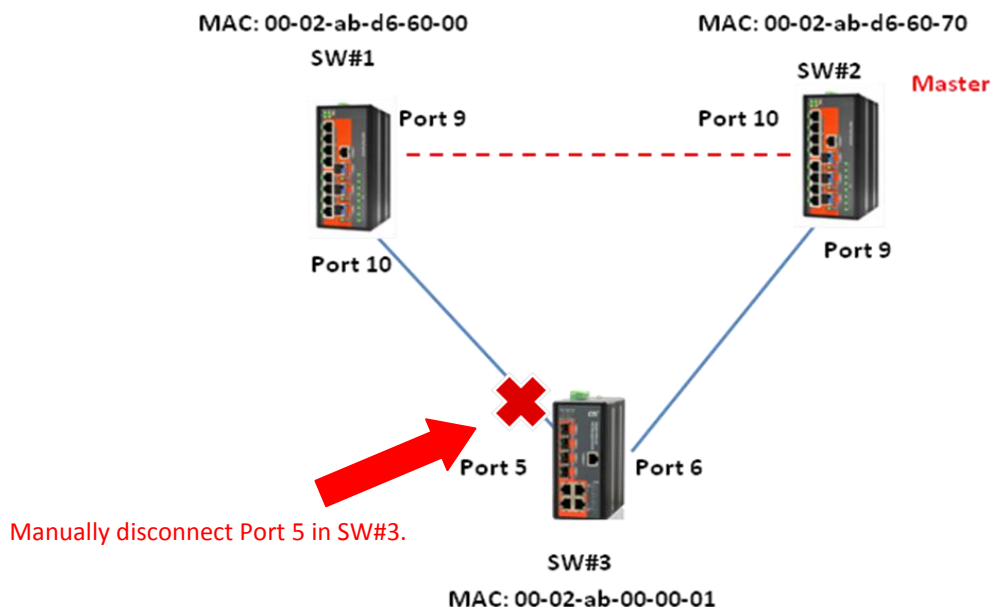 MAC: 00-02-ab-d6-60-00
MAC: 00-02-ab-d6-60-70
SW#1
SW#2
Master
Port 9
Port 10
Port 10
Port 9
Port 5
Port 6
Manually disconnect Port 5 in SW#3.
SW#3
MAC: 00-02-ab-00-00-01